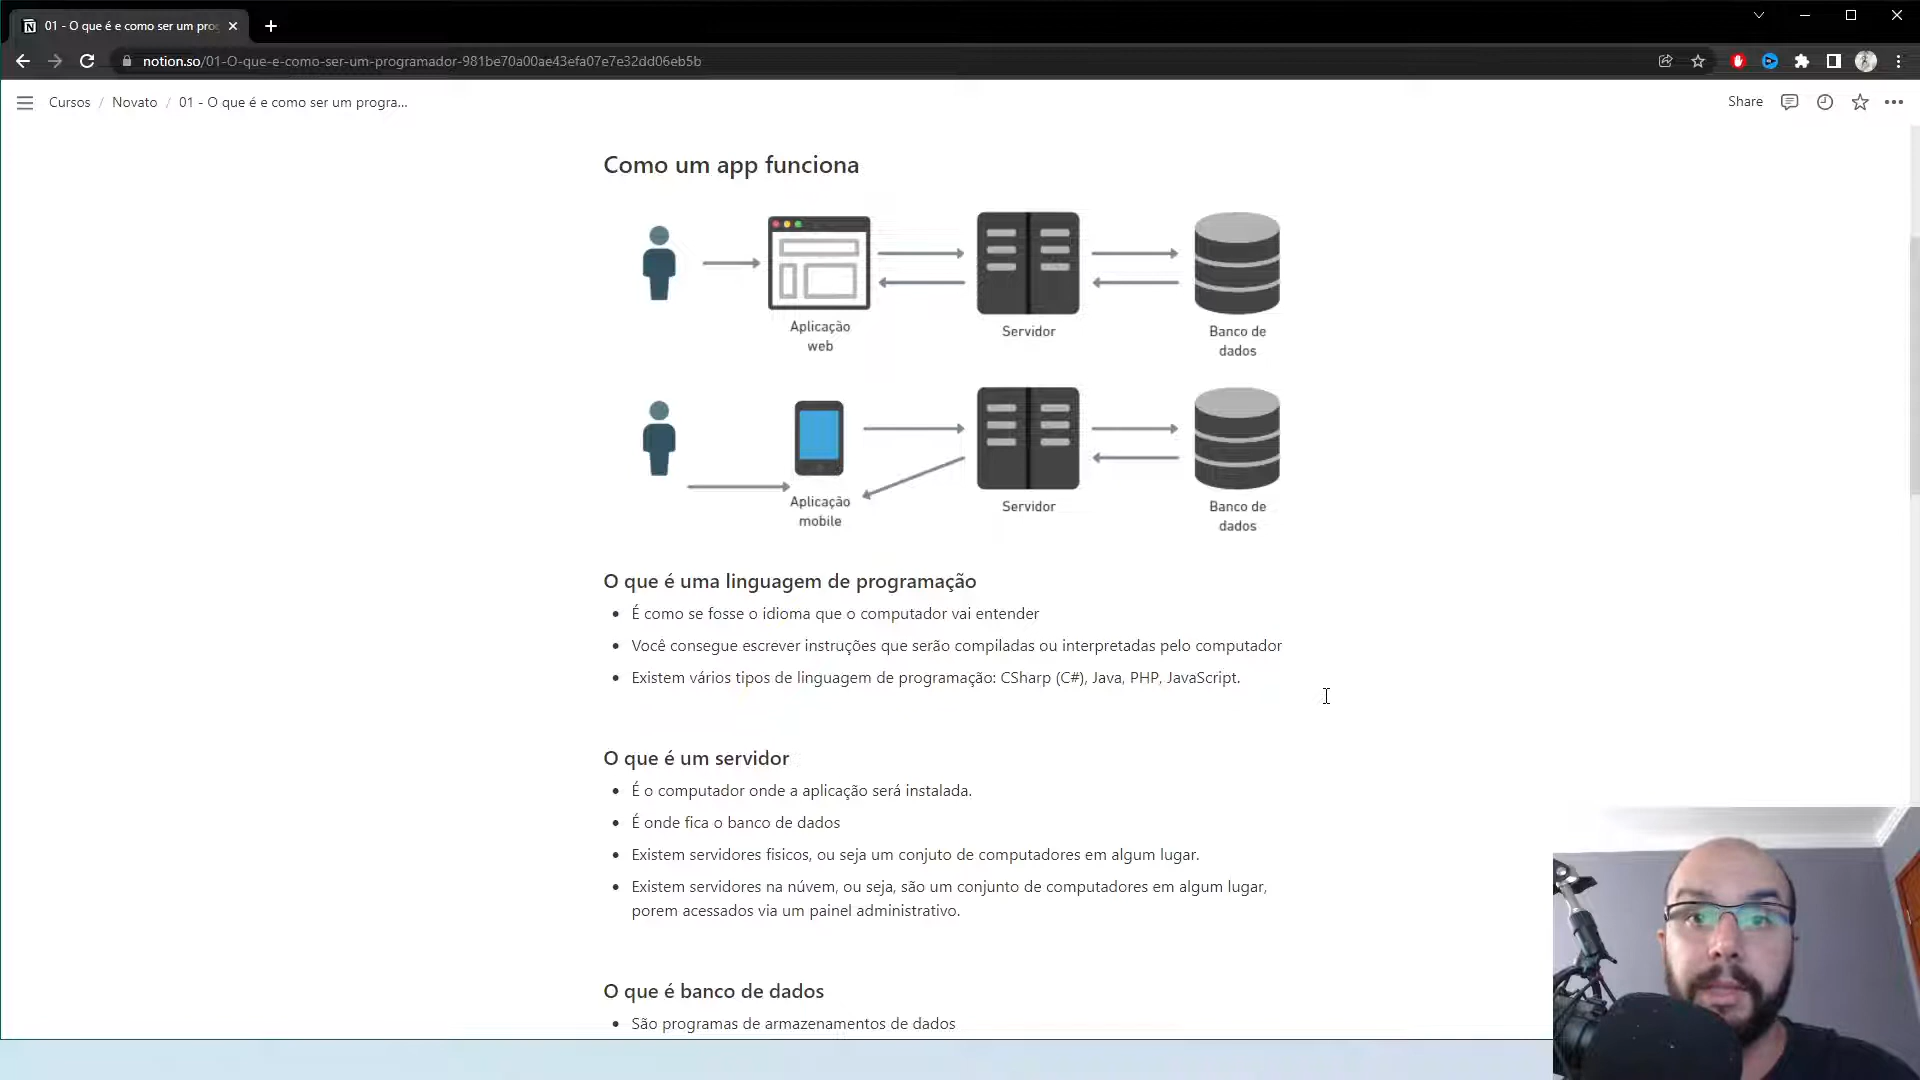 01 - O que é e como ser um pro
notion.so/01-O-que-e-como-ser-um-programador-981be70a00ae43efa07e7e32dd06eb5b
Cursos / Novato / 01 - O que é e como ser um progra...
Share
Como um app funciona
Aplicação
web
Servidor
Banco de
dados
Aplicação
mobile
Servidor
Banco de
dados
O que é uma linguagem de programação
• É como se fosse o idioma que o computador vai entender
• Você consegue escrever instruções que serão compiladas ou interpretadas pelo computador
• Existem vários tipos de linguagem de programação: CSharp (C#), Java, PHP, JavaScript.
O que é um servidor
• É o computador onde a aplicação será instalada.
• É onde fica o banco de dados
• Existem servidores fisicos, ou seja um conjuto de computadores em algum lugar.
• Existem servidores na núvem, ou seja, são um conjunto de computadores em algum lugar,
porem acessados via um painel administrativo.
O que é banco de dados
• São programas de armazenamentos de dados